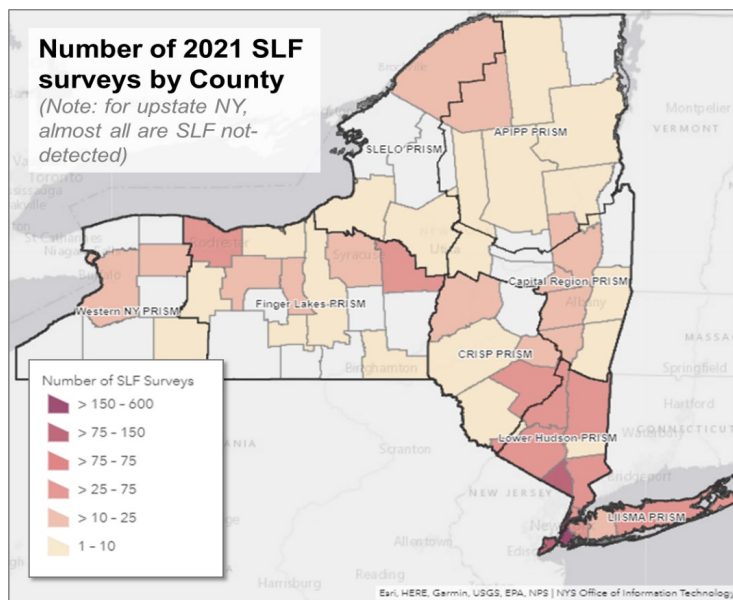 Number of 2021 SLF
surveys by County
(Note: for upstate NY,
almost all are SLF not-
detected)
Montpelier
VERMONT
APIPP PRISM
SLELO PRISM
Toronto
Rochester
Syracuse
Utica
Buffalo
Western NY PRISM
Finger Lakes PRISM
Capital Region PRISM
Albany
MASSA
CRISP PRISM
Binghamton
Springfield
Hartford
CONNECTICUT
Lower Hudson PRISM
Scranton
Bridgeport
NEW JERSEY
LIISMA PRISM
Allentown
Reading
Harrisburg
Number of SLF Surveys
> 150 - 600
> 75 - 150
> 75 - 75
> 25 - 75
> 10 - 25
1 - 10
Esri, HERE, Garmin, USGS, EPA, NPS | NYS Office of Information Technology